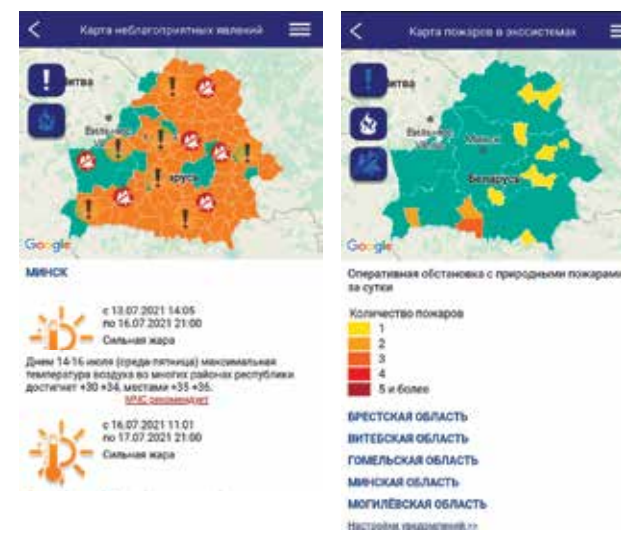 Карта неблагоприятных явлений
итва
Вильнюс
арусь
Google
МИНСК
с 13.07.2021 14:05
по 16.07.2021 21:00
Сильная жара
Днем 14-16 июля (среда-пятница) максимальная
температура воздуха во многих районах республики
достигнет +30 +34, местами +35 +36.
МЧС рекомендует
с 16.07.2021 11:01
по 17.07.2021 21:00
Сильная жара
Карта пожаров в экосистемах
итва
Вильнюс
Минск
Беларусь
Google
Оперативная обстановка с природными пожарами
за сутки
Количество пожаров
1
2
3
4
5 и более
БРЕСТСКАЯ ОБЛАСТЬ
ВИТЕБСКАЯ ОБЛАСТЬ
ГОМЕЛЬСКАЯ ОБЛАСТЬ
МИНСКАЯ ОБЛАСТЬ
МОГИЛЁВСКАЯ ОБЛАСТЬ
Настройки уведомлений >>